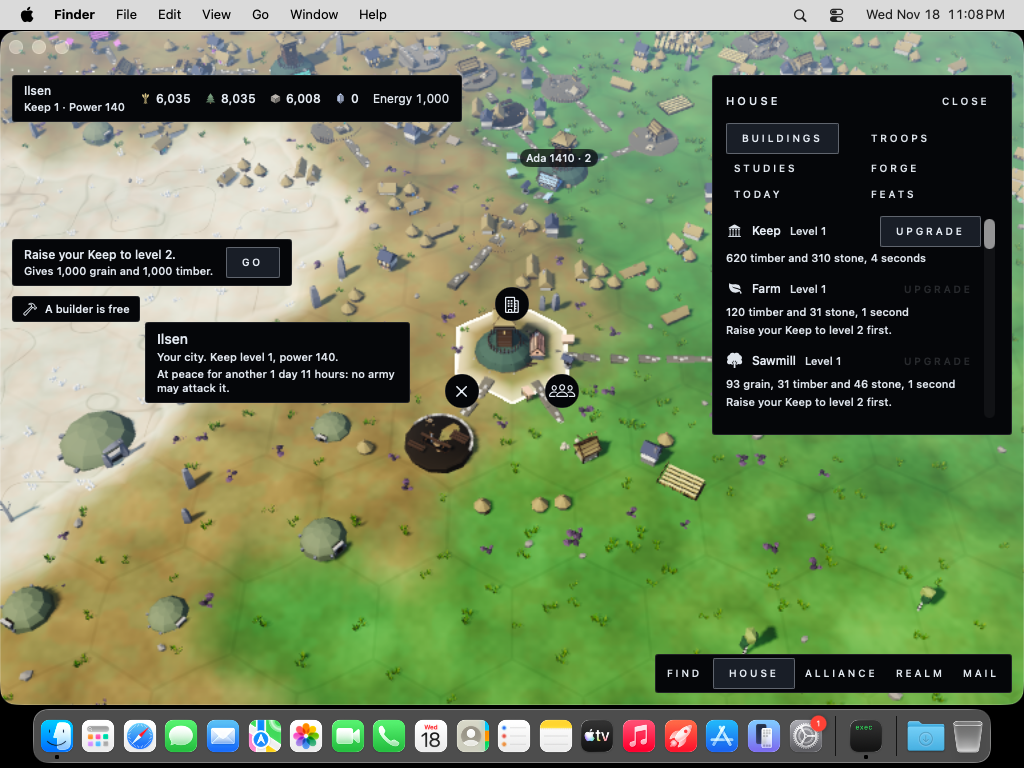 Finder File Edit View Go Window Help
Wed Nov 18 11:08 PM
Ilsen
Keep 1 · Power 140
6,035 8,035 6,008 0 Energy 1,000
Ada 1410 · 2
Raise your Keep to level 2.
Gives 1,000 grain and 1,000 timber.
GO
A builder is free
Ilsen
Your city. Keep level 1, power 140.
At peace for another 1 day 11 hours: no army
may attack it.
HOUSE CLOSE
BUILDINGS TROOPS
STUDIES FORGE
TODAY FEATS
Keep Level 1 UPGRADE
620 timber and 310 stone, 4 seconds
Farm Level 1 UPGRADE
120 timber and 31 stone, 1 second
Raise your Keep to level 2 first.
Sawmill Level 1 UPGRADE
93 grain, 31 timber and 46 stone, 1 second
Raise your Keep to level 2 first.
FIND HOUSE ALLIANCE REALM MAIL
Wed
18
tv
1
exec